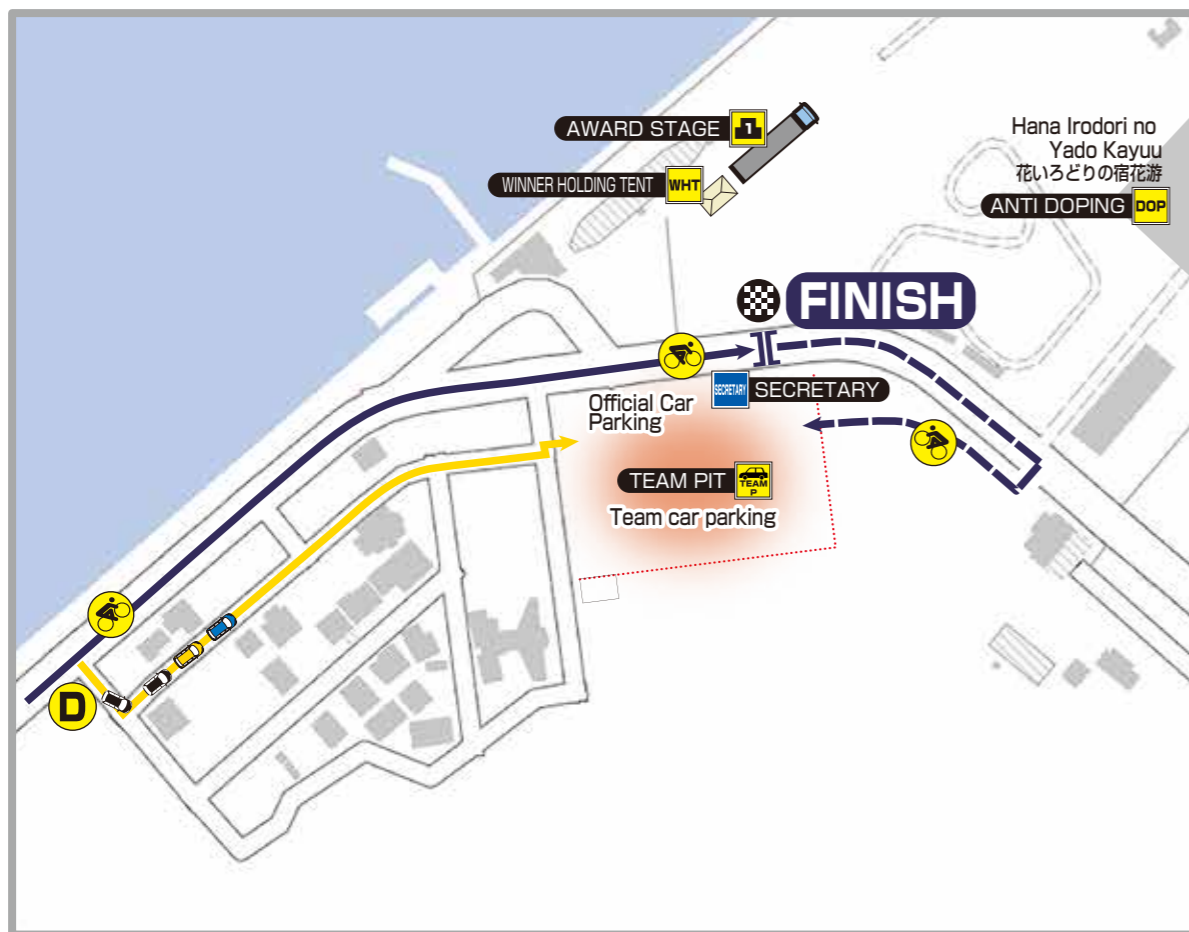 AWARD STAGE 1
WINNER HOLDING TENT WHT
Hana Irodori no
Yado Kayuu
花いろどりの宿花游
ANTI DOPING DOP
FINISH
SECRETARY SECRETARY
Official Car
Parking
TEAM PIT TEAM
P
Team car parking
D